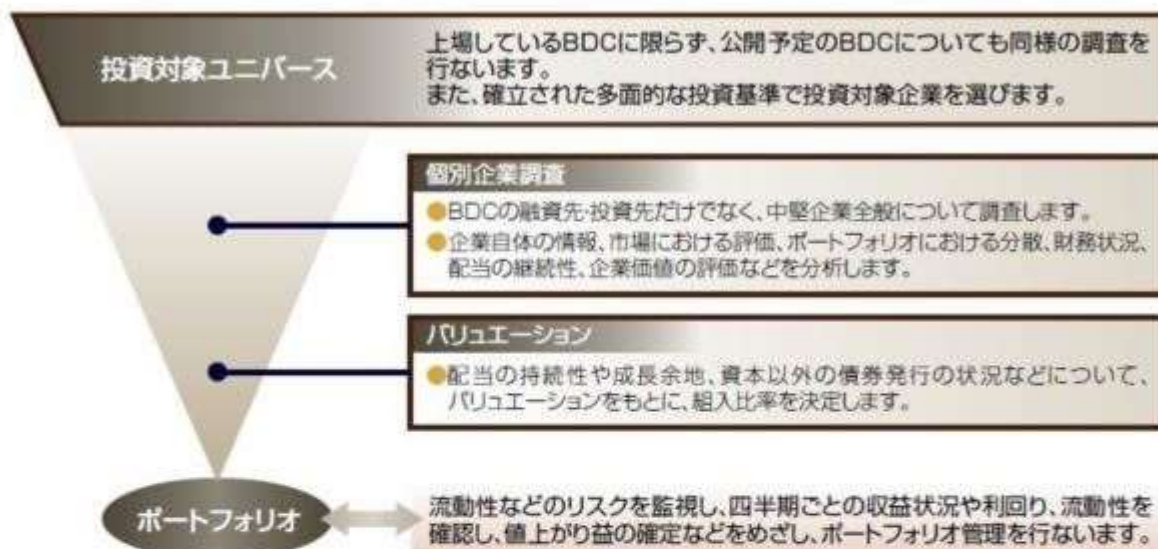 投資対象ユニバース
上場しているBDCに限らず、公開予定のBDCについても同様の調査を
行ないます。
また、確立された多面的な投資基準で投資対象企業を選びます。
個別企業調査
●BDCの融資先・投資先だけでなく、中堅企業全般について調査します。
●企業自体の情報、市場における評価、ポートフォリオにおける分散、財務状況、
配当の継続性、企業価値の評価などを分析します。
バリュエーション
●配当の持続性や成長余地、資本以外の債券発行の状況などについて、
バリュエーションをもとに、組入比率を決定します。
ポートフォリオ
流動性などのリスクを監視し、四半期ごとの収益状況や利回り、流動性を
確認し、値上がり益の確定などをめざし、ポートフォリオ管理を行ないます。